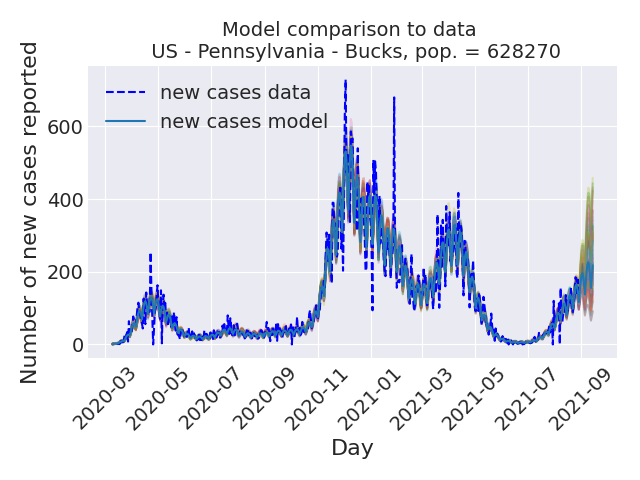 Model comparison to data
US - Pennsylvania - Bucks, pop. = 628270
Number of new cases reported
new cases data
new cases model
600
400
200
0
2020-03
2020-05
2020-07
2020-09
2020-11
2021-01
2021-03
2021-05
2021-07
2021-09
Day